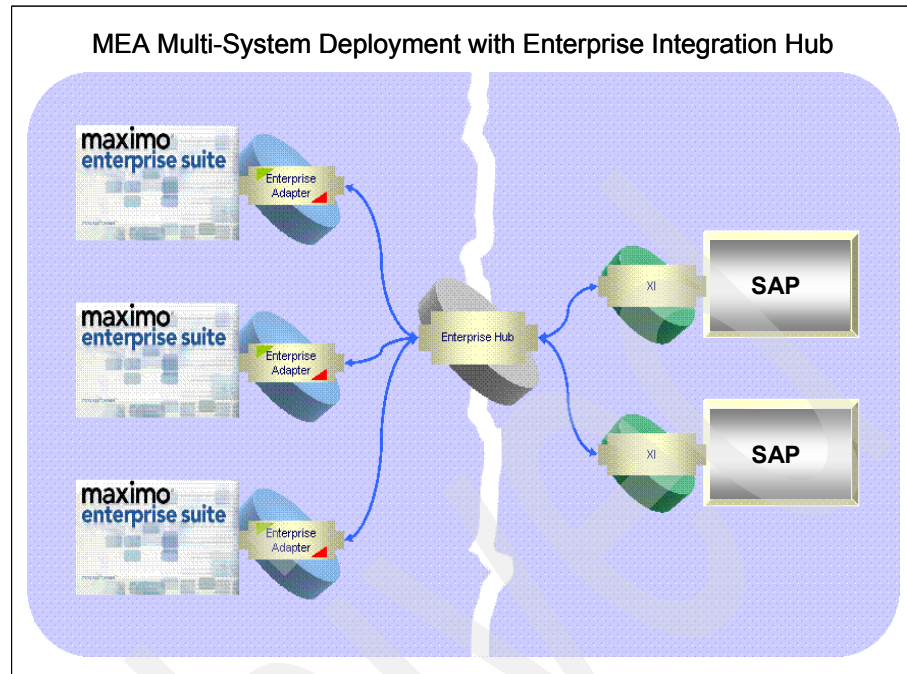 MEA Multi-System Deployment with Enterprise Integration Hub
maximo
enterprise suite
Enterprise
Adapter
maximo
enterprise suite
Enterprise
Adapter
maximo
enterprise suite
Enterprise
Adapter
Enterprise Hub
XI
SAP
XI
SAP